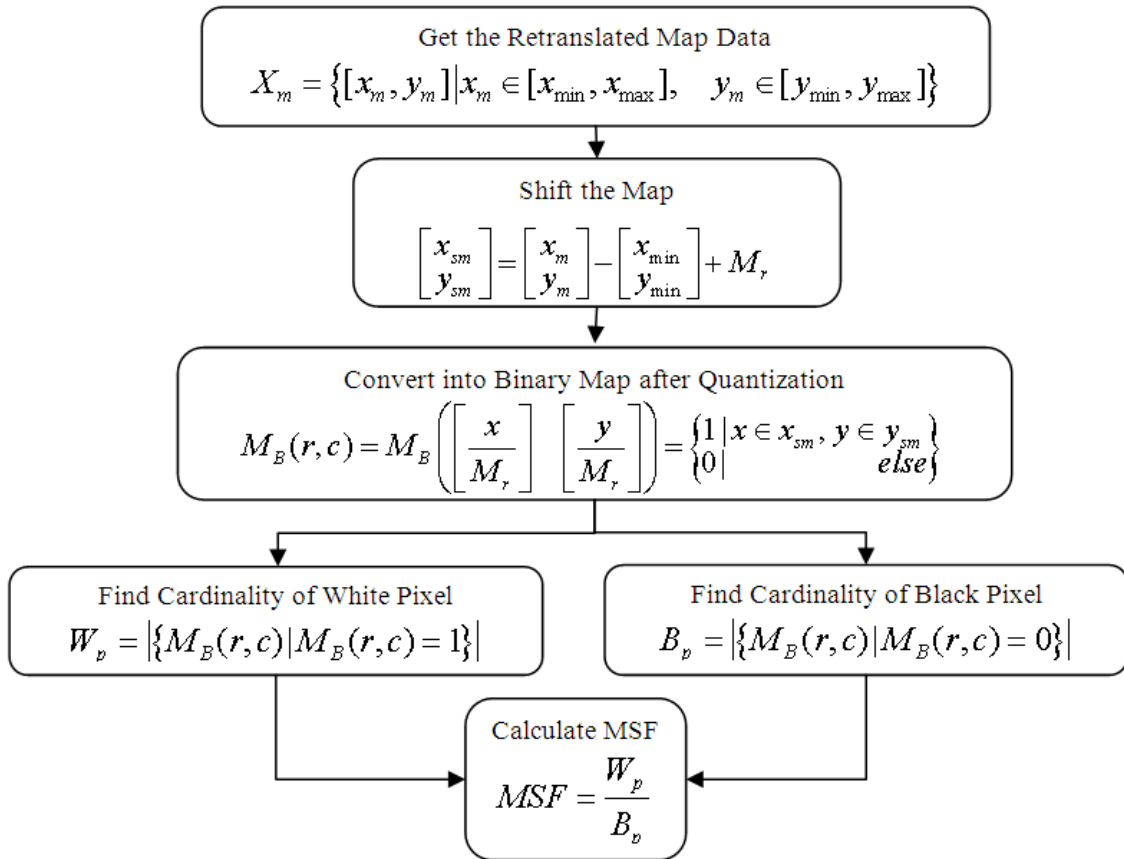 Get the Retranslated Map Data
X_m = {[x_m, y_m]|x_m ∈ [x_min, x_max], y_m ∈ [y_min, y_max]}
Shift the Map
[x_sm y_sm] = [x_m y_m] − [x_min y_min] + M_r
Convert into Binary Map after Quantization
M_B(r, c) = M_B([x/M_r] [y/M_r]) = {1|x ∈ x_sm, y ∈ y_sm 0| else}
Find Cardinality of White Pixel
W_p = |{M_B(r, c)|M_B(r, c) = 1}|
Find Cardinality of Black Pixel
B_p = |{M_B(r, c)|M_B(r, c) = 0}|
Calculate MSF
MSF = W_p/B_p